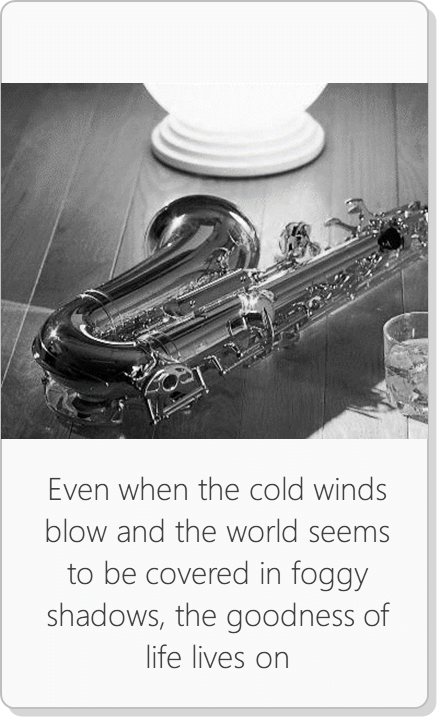 Even when the cold winds
blow and the world seems
to be covered in foggy
shadows, the goodness of
life lives on